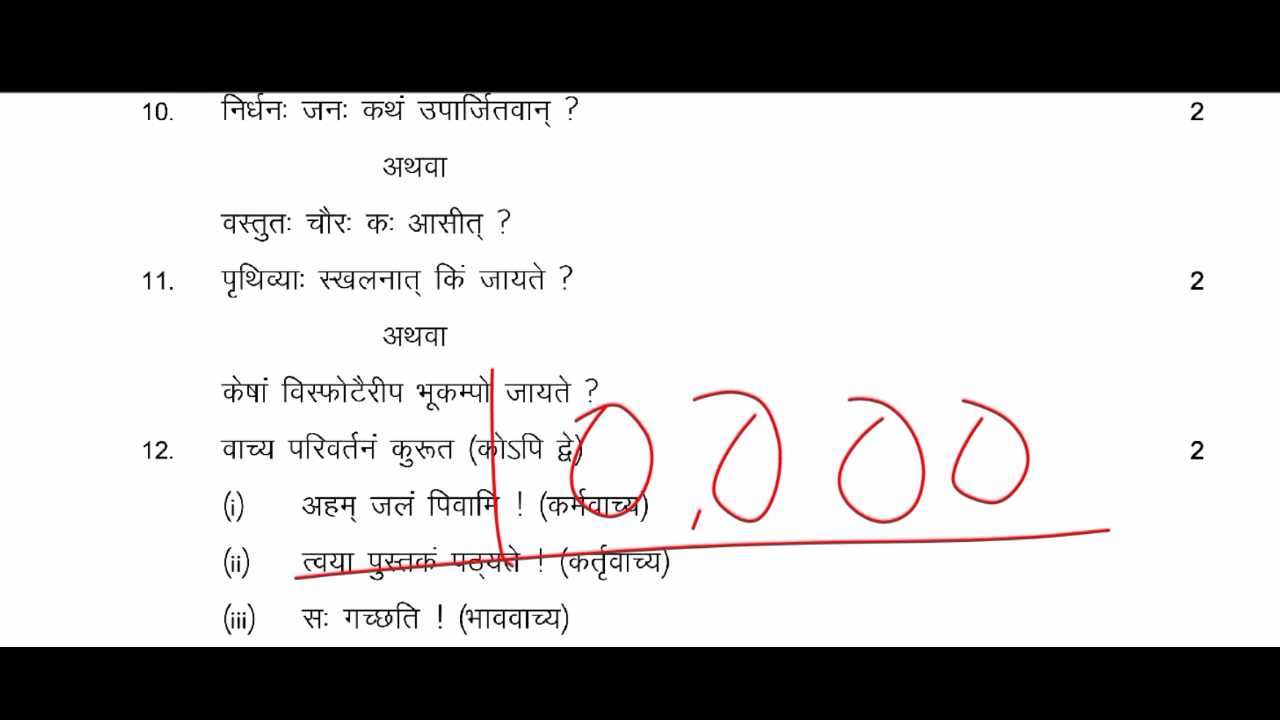 10. निर्धनः जनः कथं उपार्जितवान् ? 2
अथवा
वस्तुतः चौरः कः आसीत् ?
11. पृथिव्याः स्खलनात् किं जायते ? 2
अथवा
केषां विस्फोटैरीप भूकम्पो जायते ?
12. वाच्य परिवर्तनं कुरूत (कोऽपि द्वे) 2
(i) अहम् जलं पिवामि ! (कर्मवाच्य)
(ii) त्वया पुस्तकं पठ्यते ! (कर्तृवाच्य)
(iii) सः गच्छति ! (भाववाच्य)
10,000